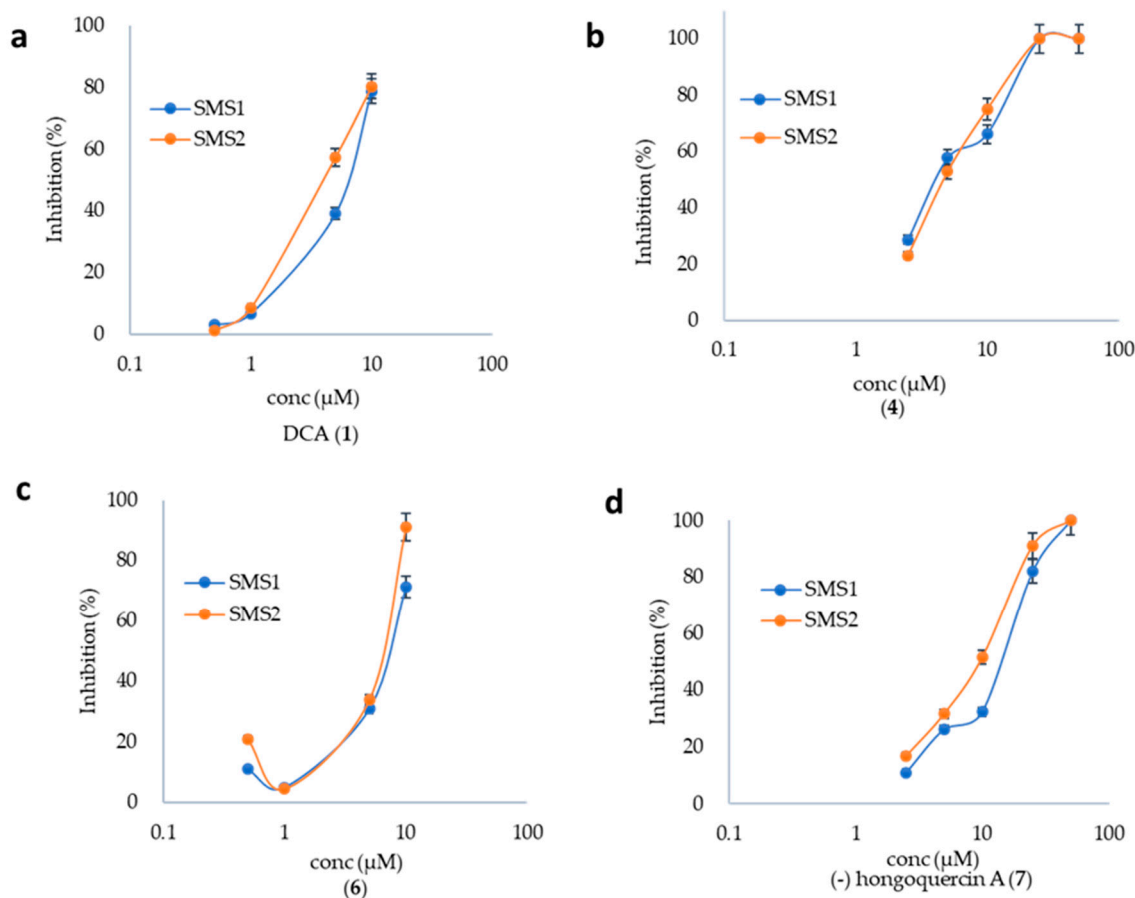 a
100
80
60
40
20
0
Inhibition (%)
SMS1
SMS2
0.1 1 10 100
conc (µM)
DCA (1)
b
100
80
60
40
20
0
Inhibition (%)
SMS1
SMS2
0.1 1 10 100
conc (µM)
(4)
c
100
80
60
40
20
0
Inhibition (%)
SMS1
SMS2
0.1 1 10 100
conc (µM)
(6)
d
100
80
60
40
20
0
Inhibition (%)
SMS1
SMS2
0.1 1 10 100
conc (µM)
(-) hongoquercin A (7)